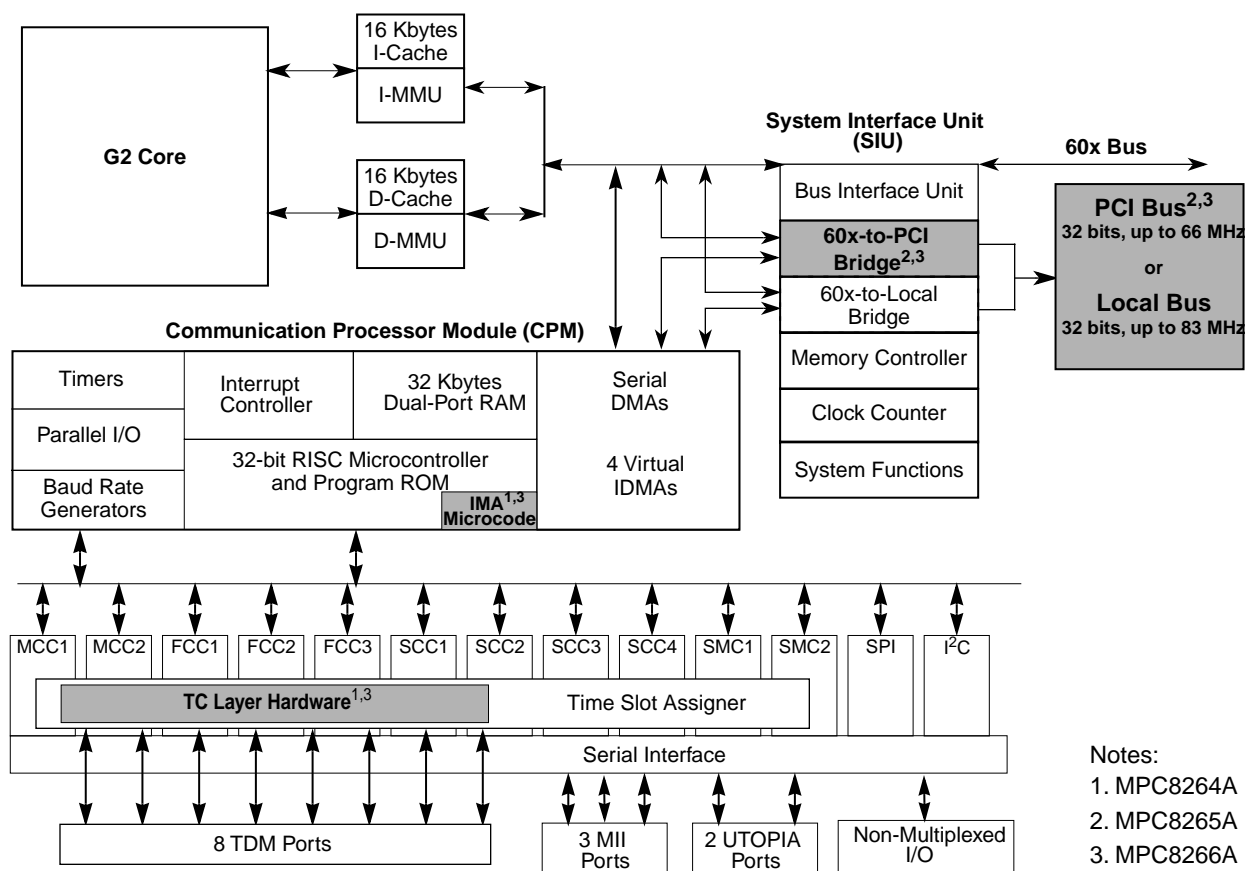 16 Kbytes
I-Cache
I-MMU
G2 Core
16 Kbytes
D-Cache
D-MMU
System Interface Unit
(SIU)
60x Bus
Bus Interface Unit
60x-to-PCI
Bridge2,3
60x-to-Local
Bridge
Memory Controller
Clock Counter
System Functions
PCI Bus2,3
32 bits, up to 66 MHz
or
Local Bus
32 bits, up to 83 MHz
Communication Processor Module (CPM)
Timers
Parallel I/O
Baud Rate
Generators
Interrupt
Controller
32 Kbytes
Dual-Port RAM
32-bit RISC Microcontroller
and Program ROM
IMA1,3
Microcode
Serial
DMAs
4 Virtual
IDMAs
MCC1 MCC2 FCC1 FCC2 FCC3 SCC1 SCC2 SCC3 SCC4 SMC1 SMC2 SPI I2C
TC Layer Hardware1,3
Time Slot Assigner
Serial Interface
8 TDM Ports
3 MII
Ports
2 UTOPIA
Ports
Non-Multiplexed
I/O
Notes:
1. MPC8264A
2. MPC8265A
3. MPC8266A